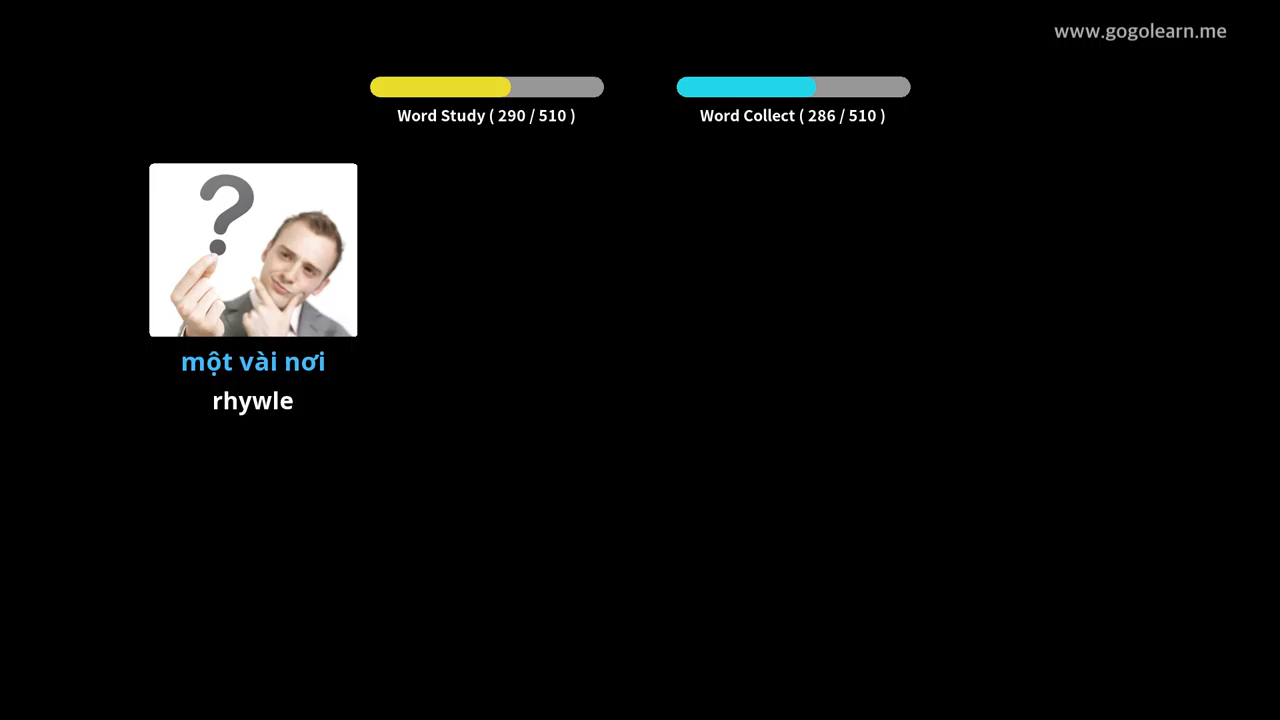 www.gogolearn.me
Word Study ( 290 / 510 )
Word Collect ( 286 / 510 )
?
một vài nơi
rhywle